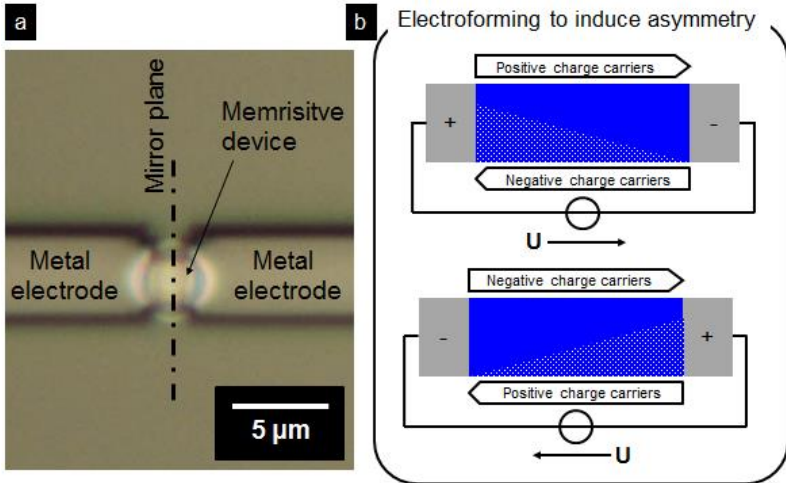 a
Mirror plane
Memrisitve
device
Metal
electrode
Metal
electrode
5 µm
b
Electroforming to induce asymmetry
Positive charge carriers
+
-
Negative charge carriers
U
Negative charge carriers
-
+
Positive charge carriers
U